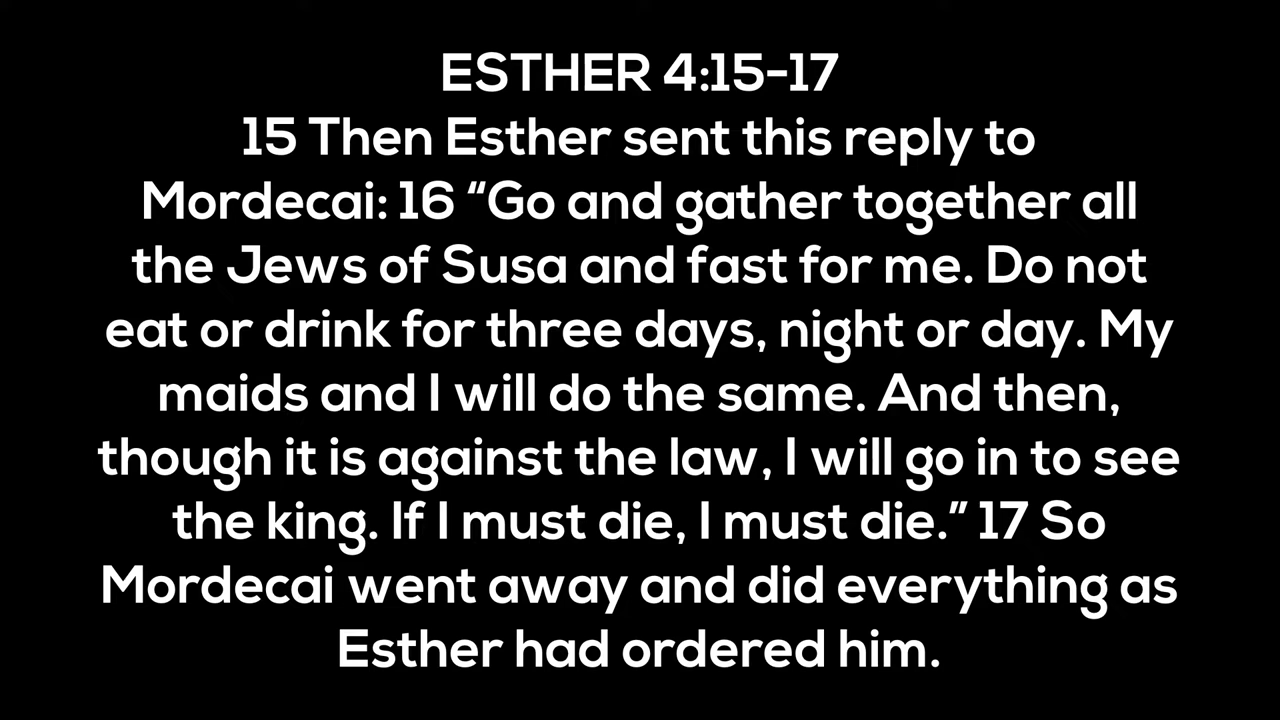 ESTHER 4:15-17
15 Then Esther sent this reply to
Mordecai: 16 “Go and gather together all
the Jews of Susa and fast for me. Do not
eat or drink for three days, night or day. My
maids and I will do the same. And then,
though it is against the law, I will go in to see
the king. If I must die, I must die.” 17 So
Mordecai went away and did everything as
Esther had ordered him.